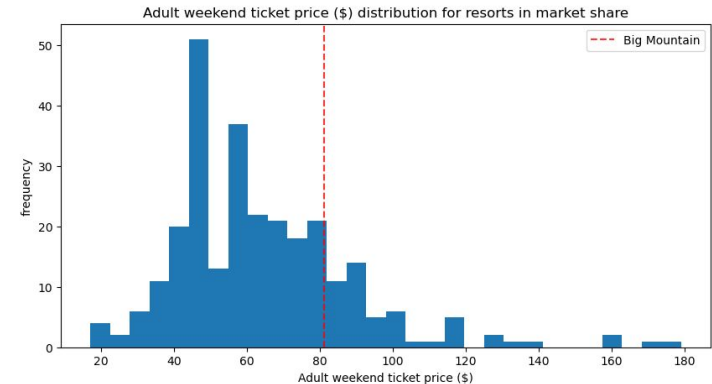 Adult weekend ticket price ($) distribution for resorts in market share
Big Mountain
frequency
50
40
30
20
10
0
20 40 60 80 100 120 140 160 180
Adult weekend ticket price ($)